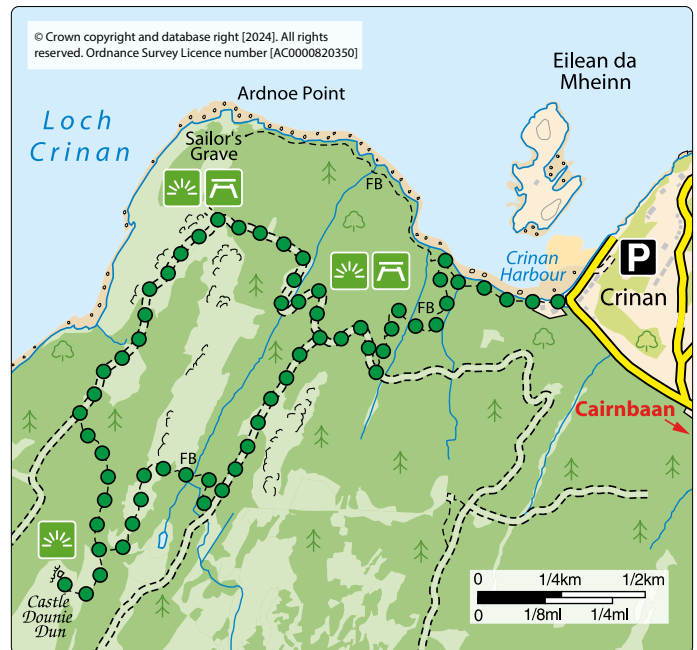 © Crown copyright and database right [2024]. All rights
reserved. Ordnance Survey Licence number [AC0000820350]
Eilean da
Mheinn
Ardnoe Point
Loch
Crinan
Sailor's
Grave
FB
Crinan
Harbour
P
Crinan
FB
Cairnbaan
FB
Castle
Dounie
Dun
0 1/4km 1/2km
0 1/8ml 1/4ml